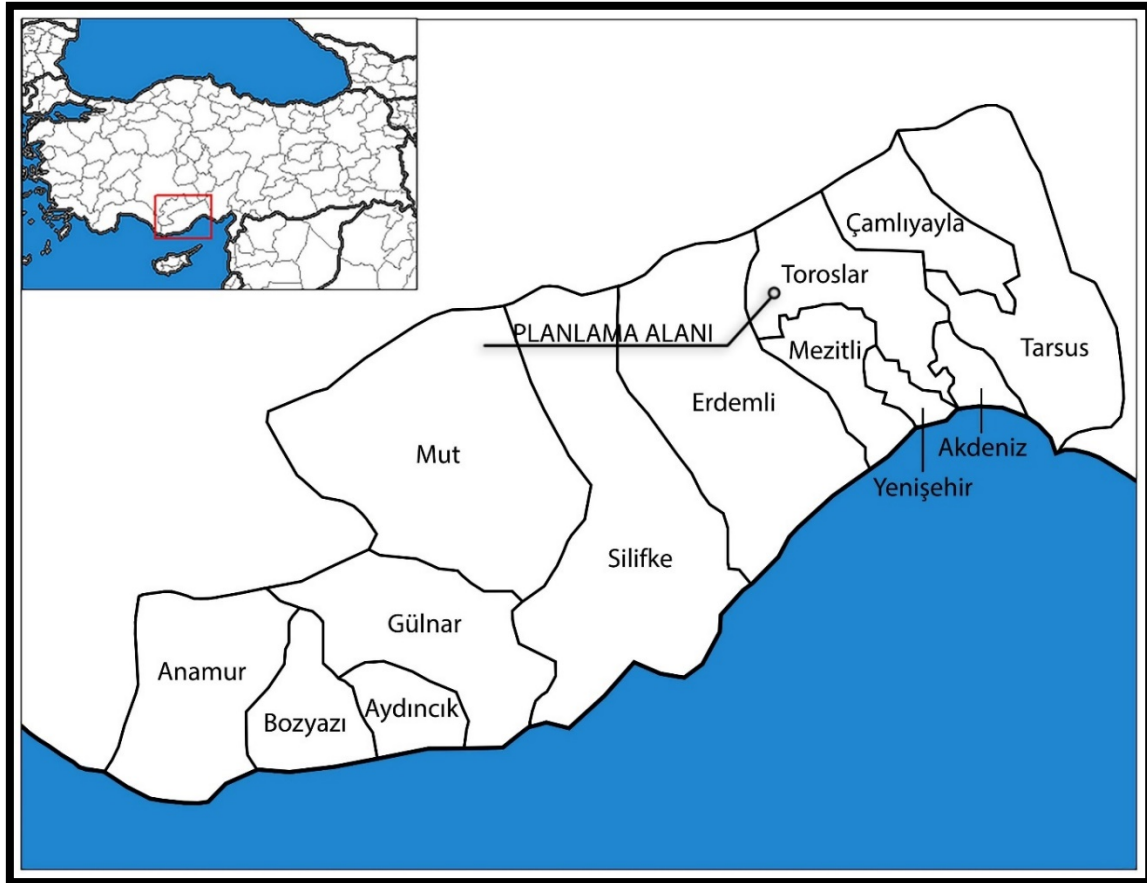 Çamlıyayla
Toroslar
PLANLAMA ALANI
Mezitli
Tarsus
Erdemli
Akdeniz
Mut
Yenişehir
Silifke
Gülnar
Anamur
Aydıncık
Bozyazı